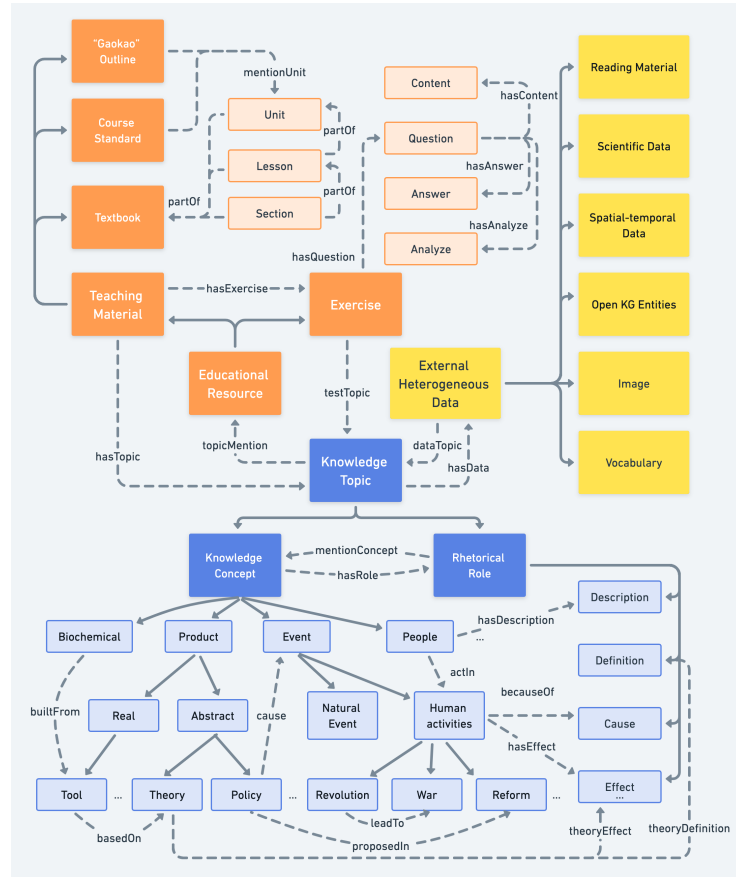 "Gaokao"
Outline
mentionUnit
Content
hasContent
Reading Material
Course
Standard
Unit
partOf
Question
hasAnswer
Scientific Data
Lesson
partOf
Answer
Textbook
partOf
Section
hasAnalyze
Spatial-temporal
Data
Analyze
hasQuestion
Teaching
Material
hasExercise
Exercise
Open KG Entities
Educational
Resource
testTopic
External
Heterogeneous
Data
Image
hasTopic
topicMention
dataTopic
hasData
Knowledge
Topic
Vocabulary
Knowledge
Concept
mentionConcept
hasRole
Rhetorical
Role
Description
hasDescription
...
Biochemical
Product
Event
People
Definition
actIn
becauseOf
builtFrom
Real
Abstract
cause
Natural
Event
Human
activities
Cause
hasEffect
Tool
...
Theory
Policy
...
Revolution
War
Reform
...
Effect
...
basedOn
leadTo
proposedIn
theoryEffect
theoryDefinition